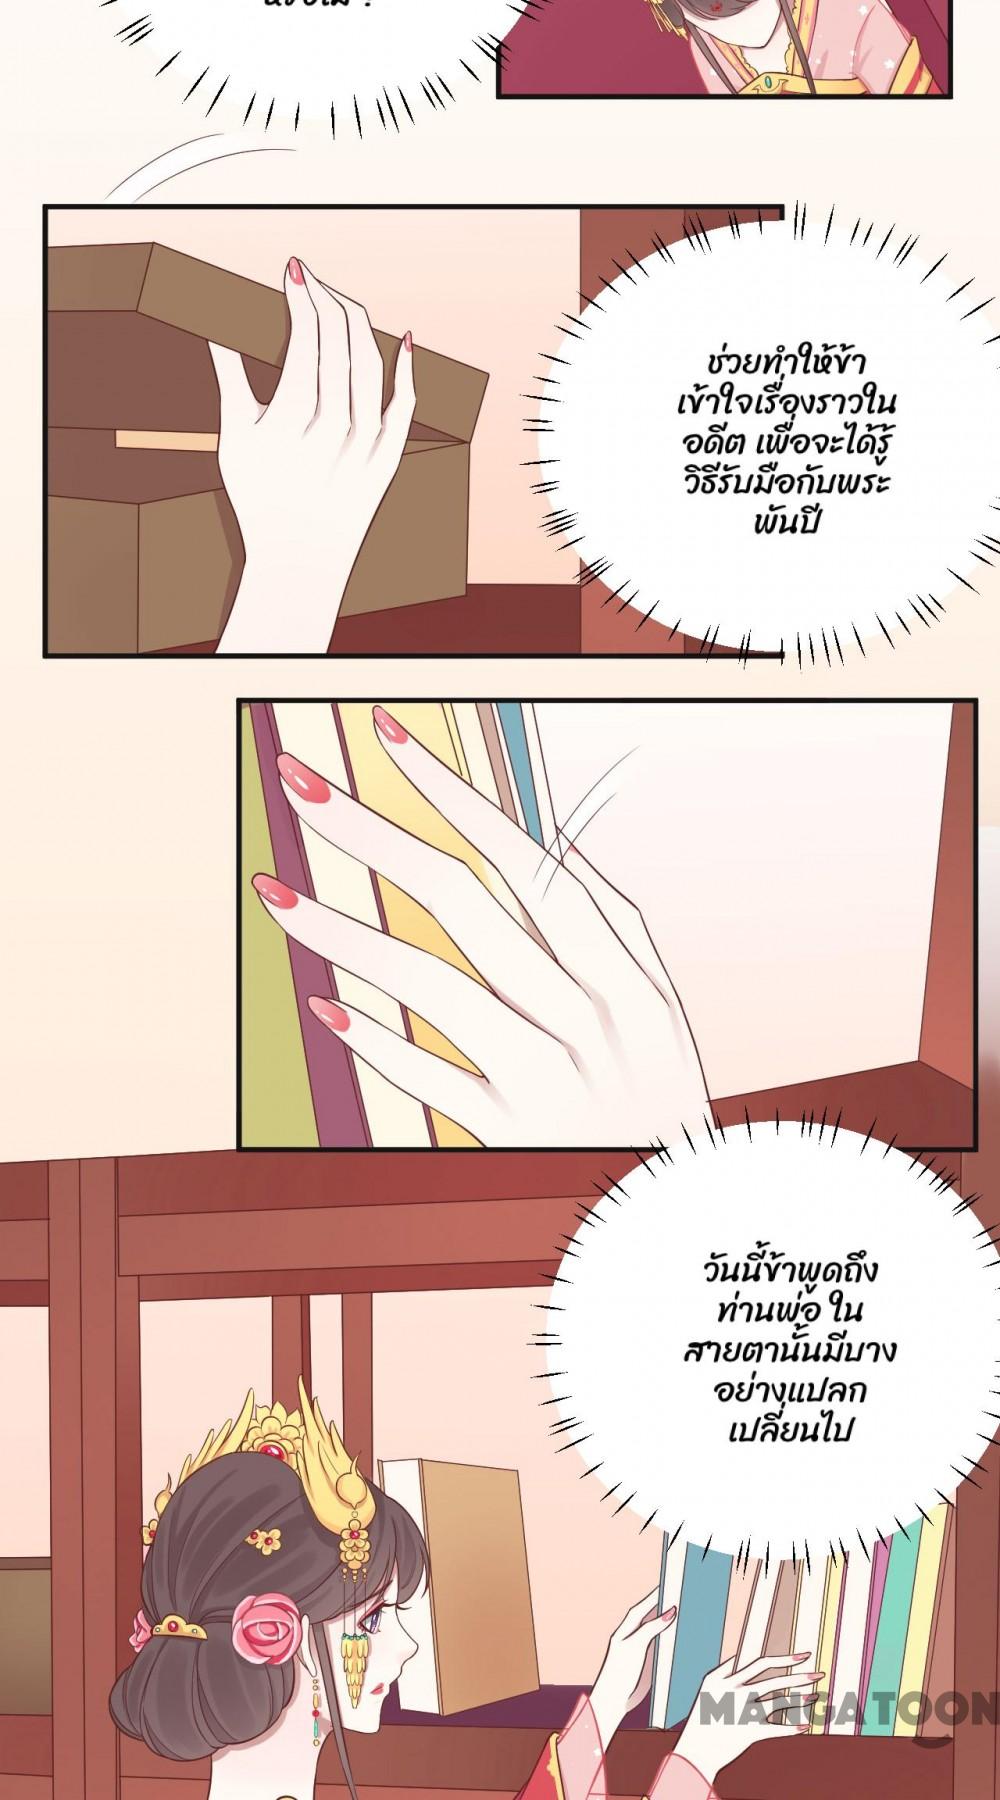 ช่วยทำให้ข้า
เข้าใจเรื่องราวใน
อดีต เพื่อจะได้รู้
วิธีรับมือกับพระ
พันปี
วันนี้ข้าพูดถึง
ท่านพ่อ ใน
สายตานั้นมีบาง
อย่างแปลก
เปลี่ยนไป
MANGATOON